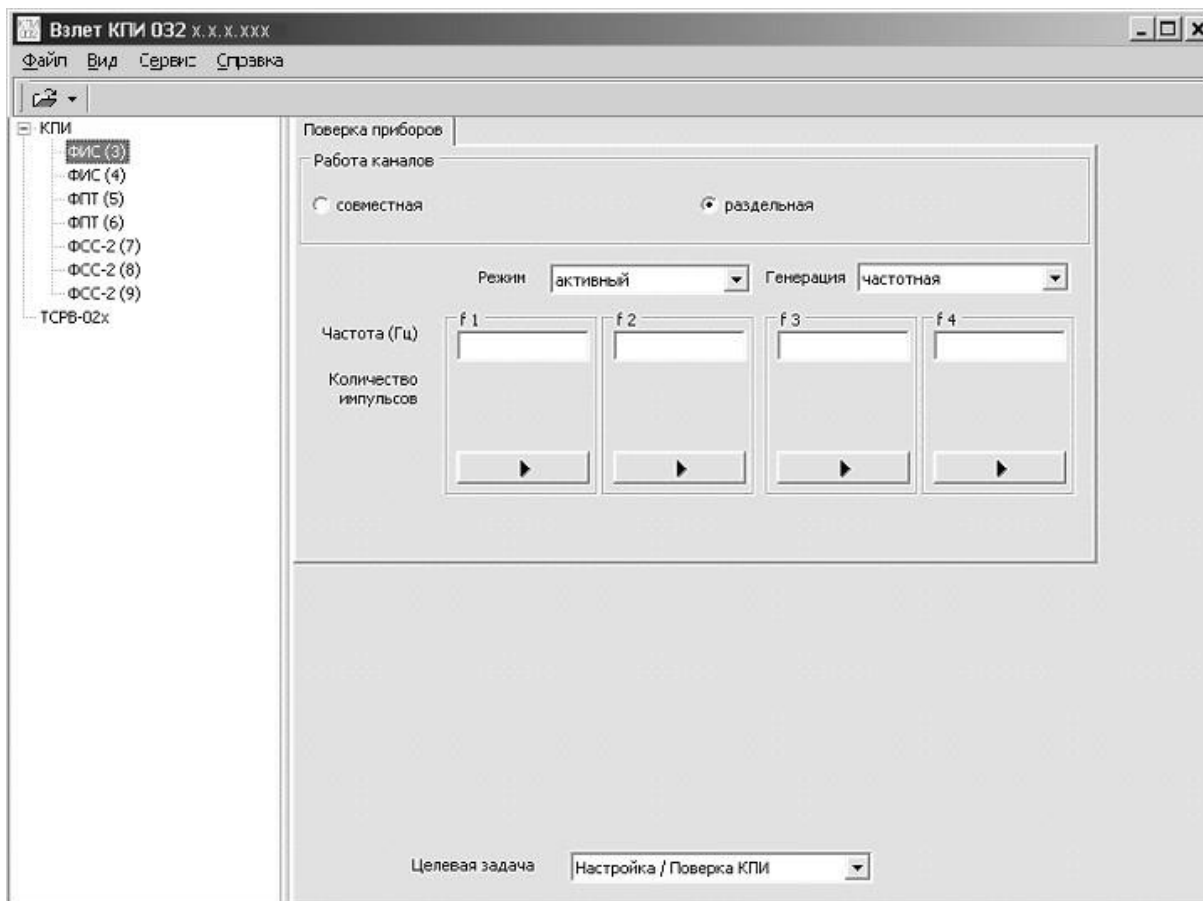 Взлет КПИ 032 x.x.x.xxx
Файл Вид Сервис Справка
КПИ
ФИС (3)
ФИС (4)
ФПТ (5)
ФПТ (6)
ФСС-2 (7)
ФСС-2 (8)
ФСС-2 (9)
ТСРВ-02х
Поверка приборов
Работа каналов
совместная раздельная
Режим активный Генерация частотная
f 1 f 2 f 3 f 4
Частота (Гц)
Количество
импульсов
Целевая задача Настройка / Поверка КПИ